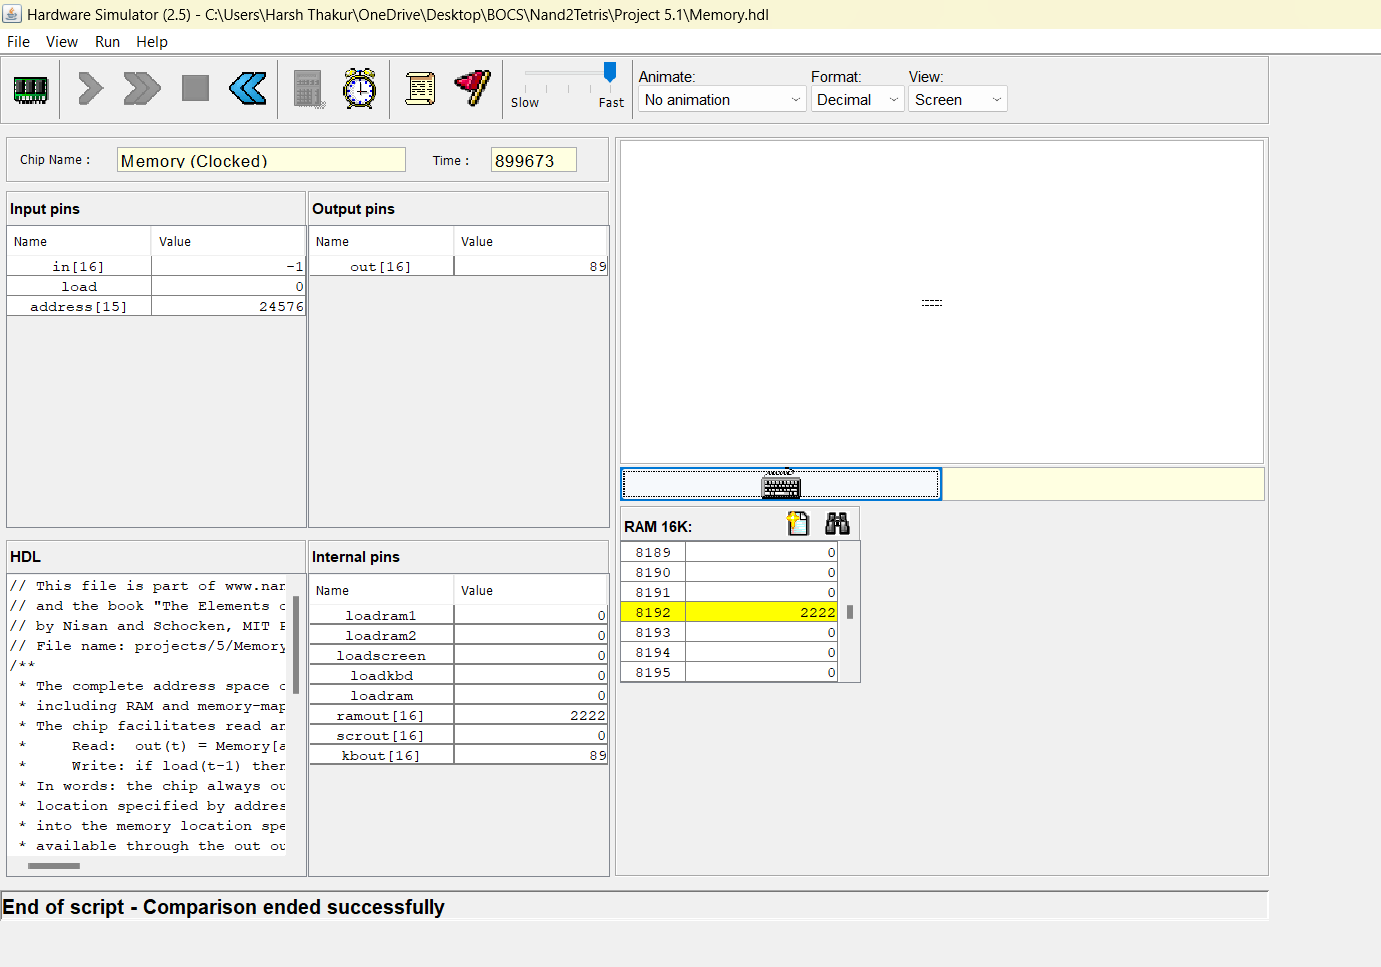 Hardware Simulator (2.5) - C:\Users\Harsh Thakur\OneDrive\Desktop\BOCS\Nand2Tetris\Project 5.1\Memory.hdl
File View Run Help
Slow Fast
Animate: Format: View:
No animation Decimal Screen
Chip Name : Memory (Clocked) Time : 899673
Input pins
Name Value
in[16] -1
load 0
address[15] 24576
Output pins
Name Value
out[16] 89
HDL
// This file is part of www.nan
// and the book "The Elements o
// by Nisan and Schocken, MIT P
// File name: projects/5/Memory
/**
* The complete address space o
* including RAM and memory-map
* The chip facilitates read an
* Read: out(t) = Memory[a
* Write: if load(t-1) then
* In words: the chip always ou
* location specified by addres
* into the memory location spe
* available through the out ou
Internal pins
Name Value
loadram1 0
loadram2 0
loadscreen 0
loadkbd 0
loadram 0
ramout[16] 2222
scrout[16] 0
kbout[16] 89
RAM 16K:
8189 0
8190 0
8191 0
8192 2222
8193 0
8194 0
8195 0
End of script - Comparison ended successfully